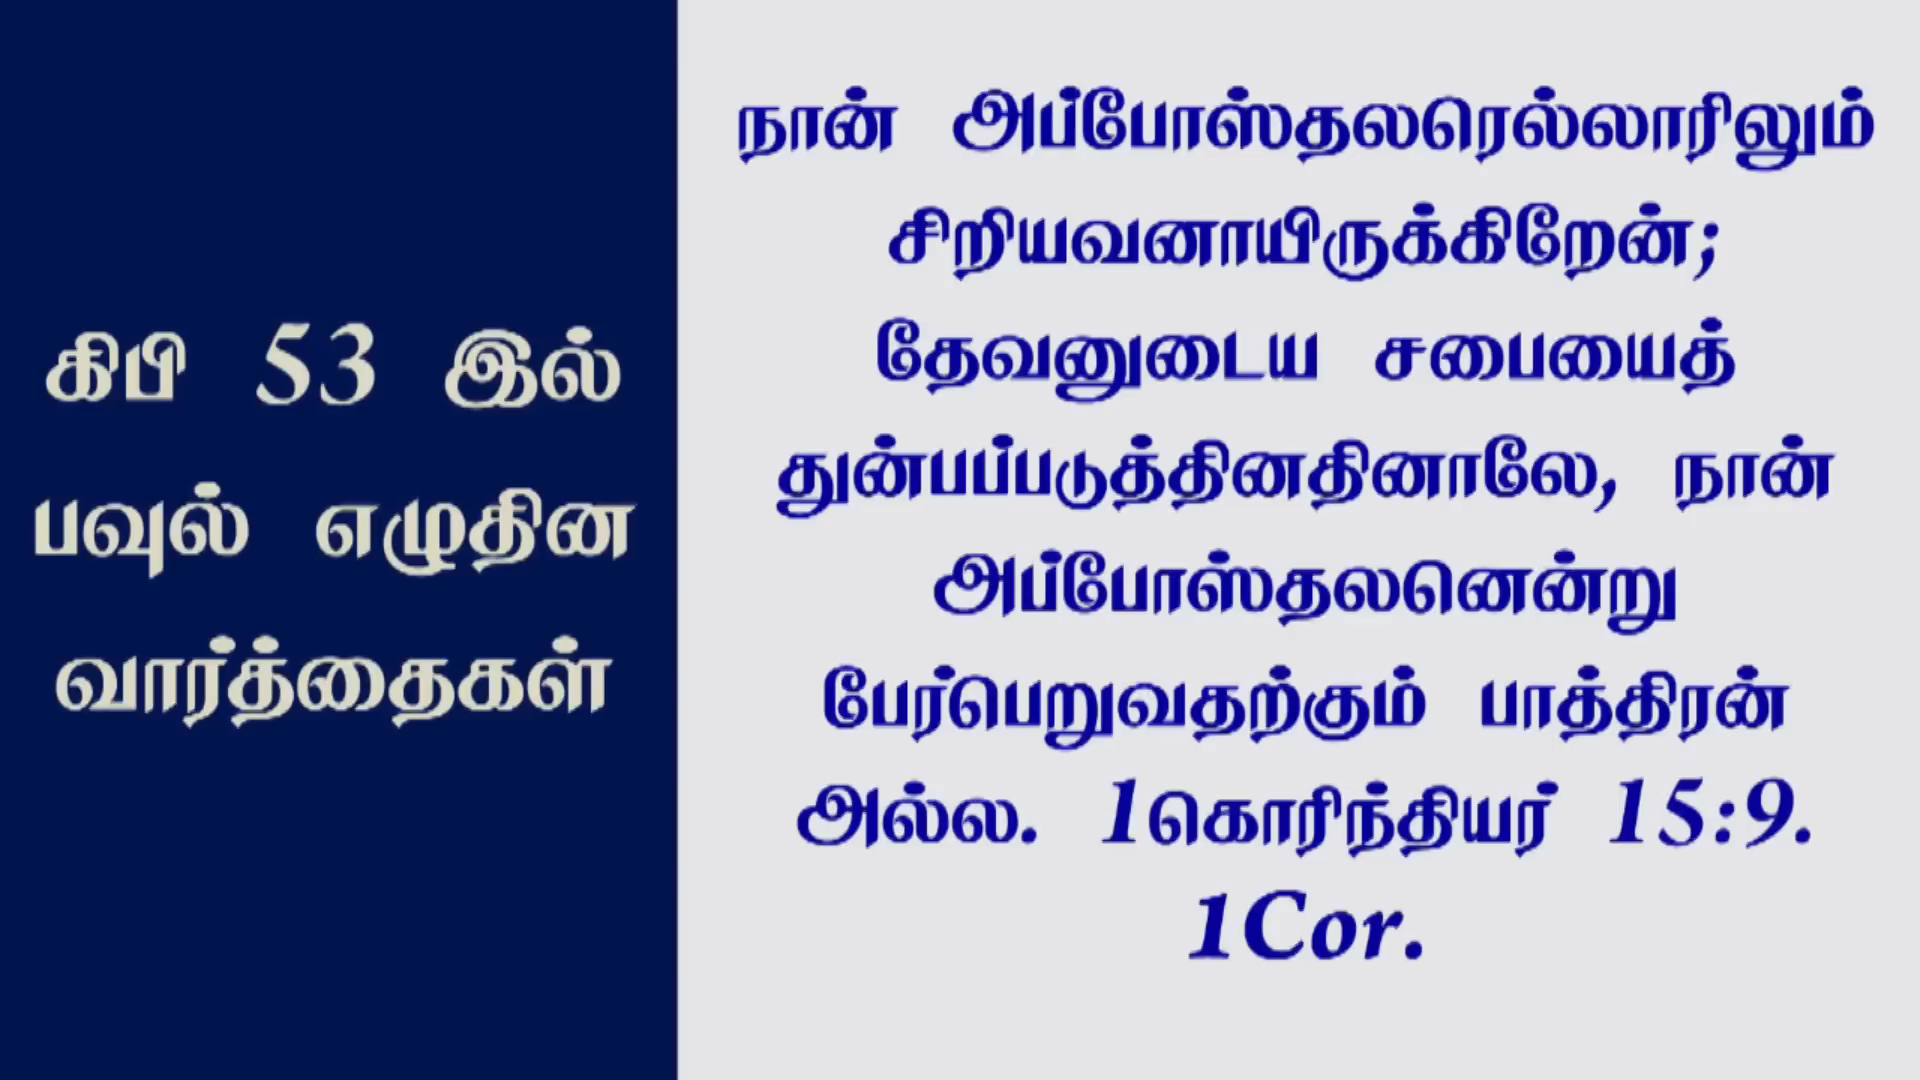 கிபி 53 இல்
பவுல் எழுதின
வார்த்தைகள்
நான் அப்போஸ்தலரெல்லாரிலும்
சிறியவனாயிருக்கிறேன்;
தேவனுடைய சபையைத்
துன்பப்படுத்தினதினாலே, நான்
அப்போஸ்தலனென்று
பேர்பெறுவதற்கும் பாத்திரன்
அல்ல. 1கொரிந்தியர் 15:9.
1Cor.